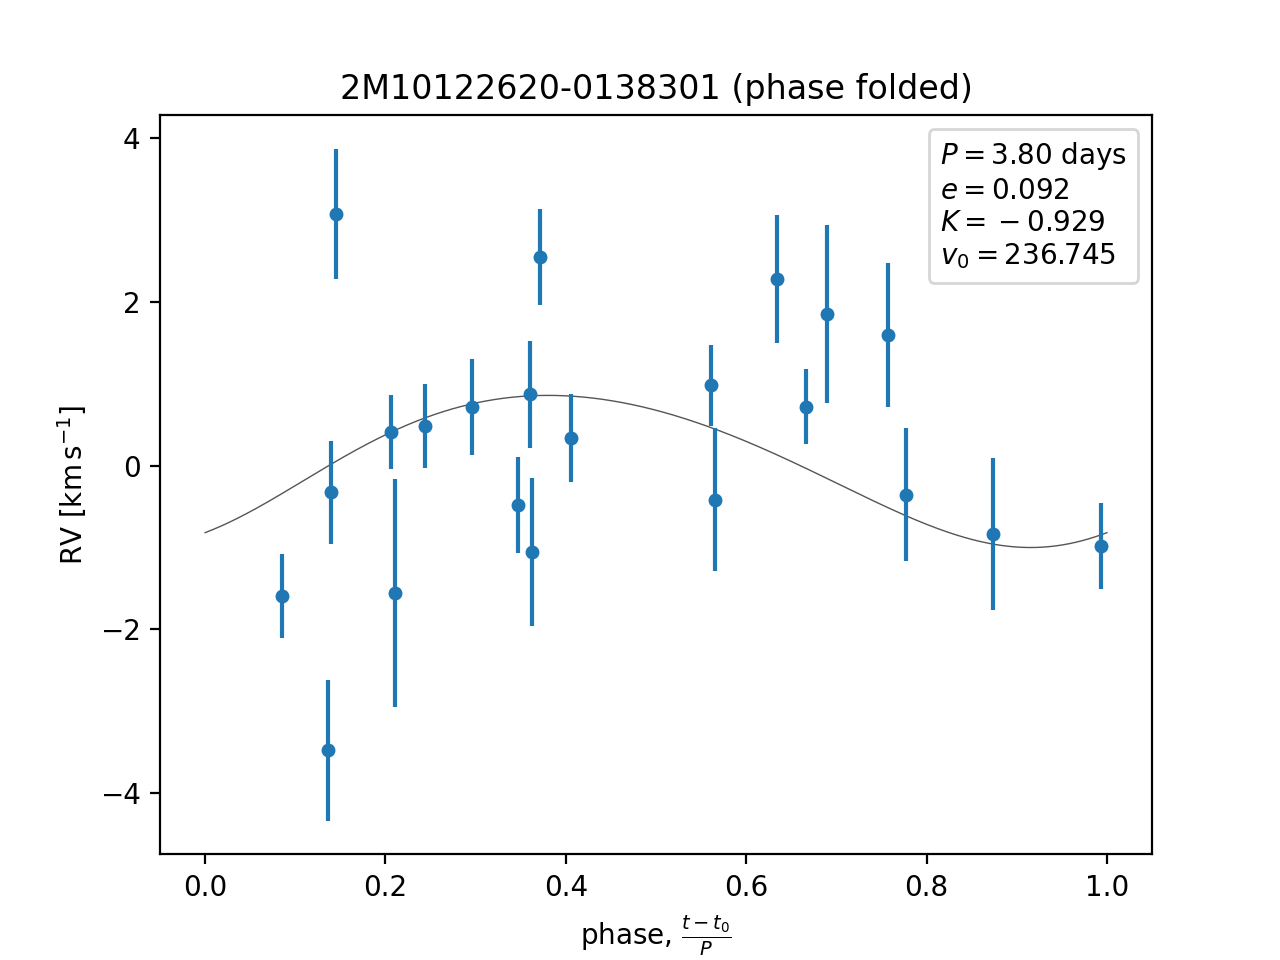 2M10122620-0138301 (phase folded)
P = 3.80 days
e = 0.092
K = −0.929
v₀ = 236.745
RV [km s⁻¹]
4
2
0
−2
−4
0.0 0.2 0.4 0.6 0.8 1.0
phase, (t − t₀)/P